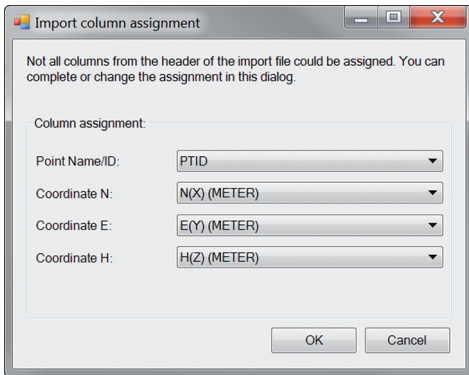 Import column assignment
Not all columns from the header of the import file could be assigned. You can
complete or change the assignment in this dialog.
Column assignment:
Point Name/ID: PTID
Coordinate N: N(X) (METER)
Coordinate E: E(Y) (METER)
Coordinate H: H(Z) (METER)
OK Cancel